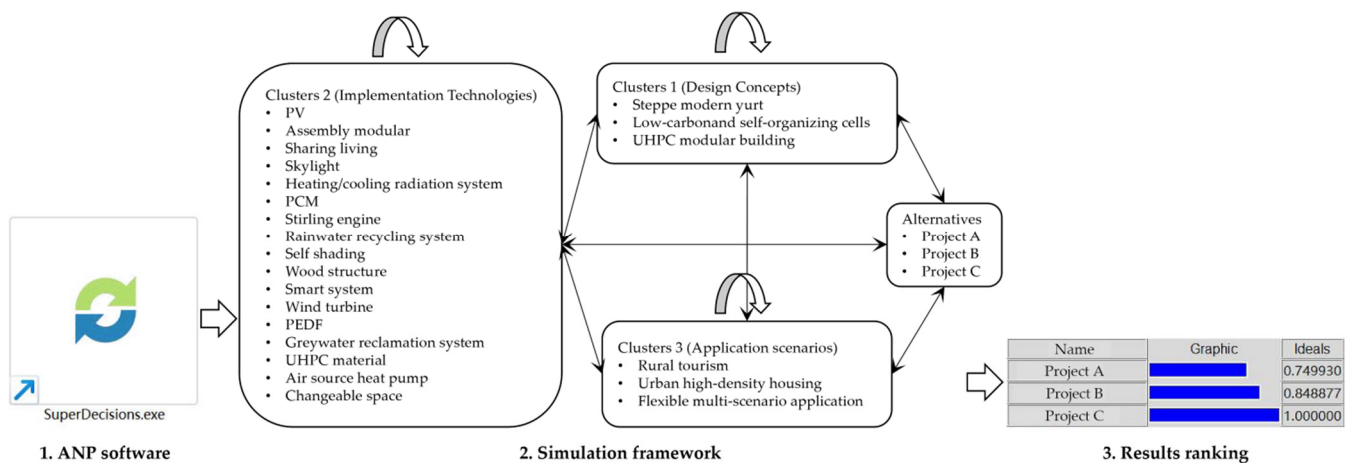 SuperDecisions.exe
1. ANP software
Clusters 2 (Implementation Technologies)
• PV
• Assembly modular
• Sharing living
• Skylight
• Heating/cooling radiation system
• PCM
• Stirling engine
• Rainwater recycling system
• Self shading
• Wood structure
• Smart system
• Wind turbine
• PEDF
• Greywater reclamation system
• UHPC material
• Air source heat pump
• Changeable space
Clusters 1 (Design Concepts)
• Steppe modern yurt
• Low-carbonand self-organizing cells
• UHPC modular building
Alternatives
• Project A
• Project B
• Project C
Clusters 3 (Application scenarios)
• Rural tourism
• Urban high-density housing
• Flexible multi-scenario application
2. Simulation framework
Name Graphic Ideals
Project A 0.749930
Project B 0.848877
Project C 1.000000
3. Results ranking